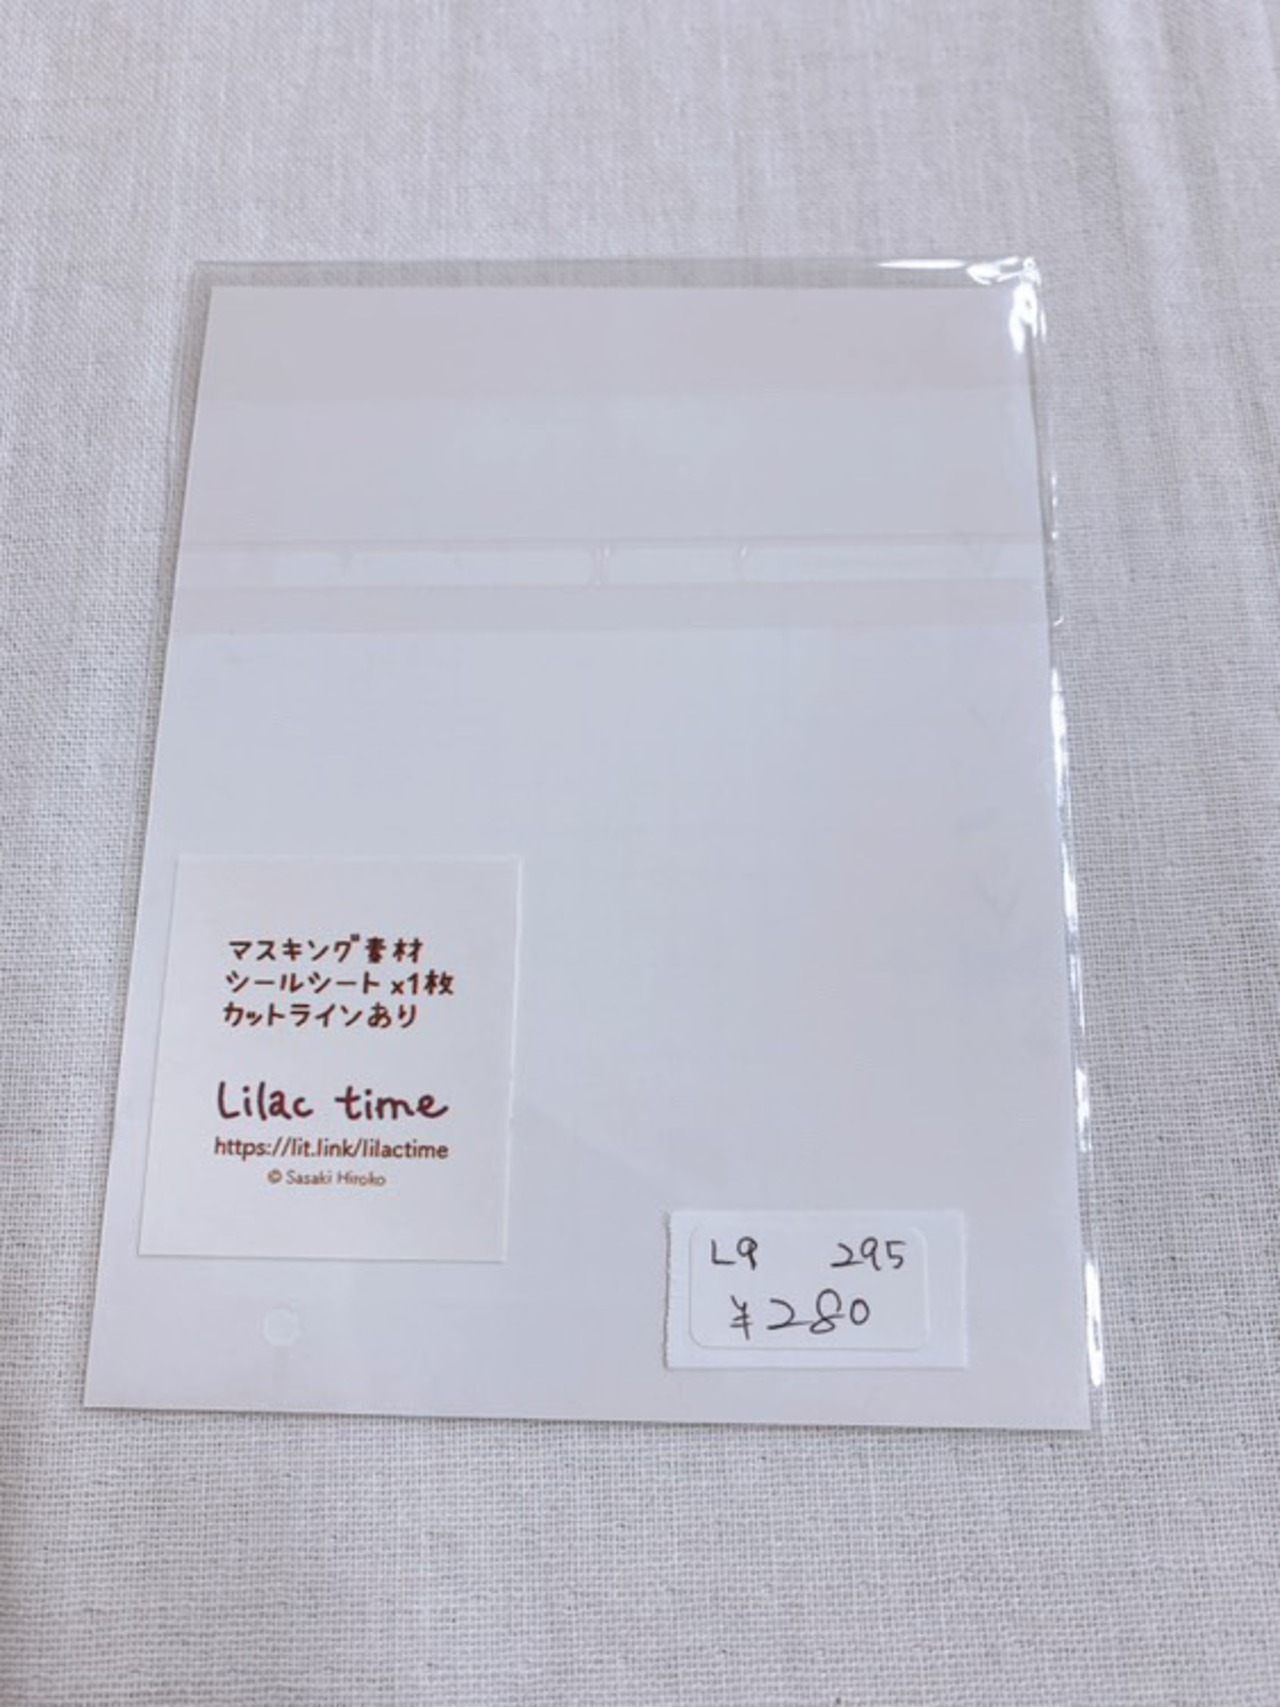 マスキング素材
シールシート x1枚
カットラインあり
Lilac time
https://lit.link/lilactime
© Sasaki Hiroko
L9 295
¥280